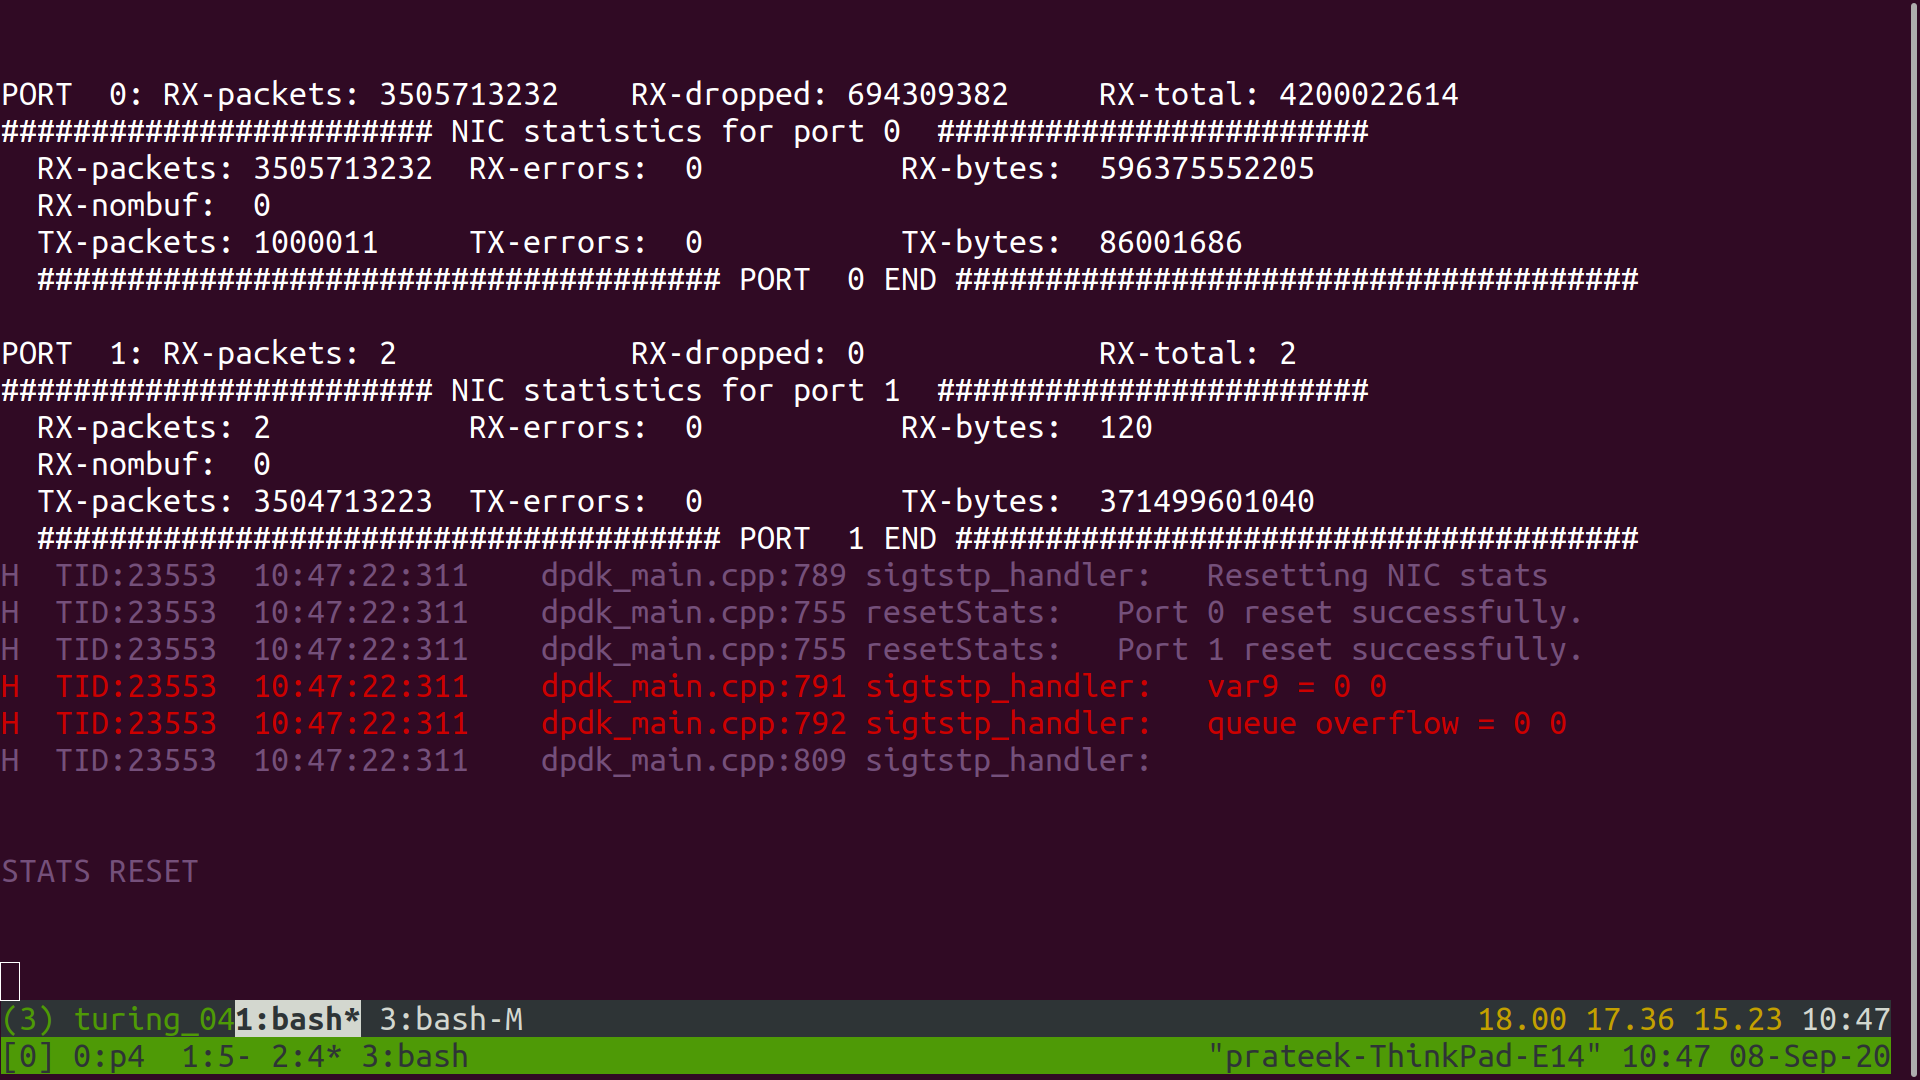 PORT  0: RX-packets: 3505713232    RX-dropped: 694309382     RX-total: 4200022614
######################## NIC statistics for port 0  ########################
  RX-packets: 3505713232  RX-errors:  0           RX-bytes:  596375552205
  RX-nombuf:  0
  TX-packets: 1000011     TX-errors:  0           TX-bytes:  86001686
  ###################################### PORT  0 END ######################################
PORT  1: RX-packets: 2             RX-dropped: 0             RX-total: 2
######################## NIC statistics for port 1  ########################
  RX-packets: 2           RX-errors:  0           RX-bytes:  120
  RX-nombuf:  0
  TX-packets: 3504713223  TX-errors:  0           TX-bytes:  371499601040
  ###################################### PORT  1 END ######################################
H  TID:23553  10:47:22:311    dpdk_main.cpp:789 sigtstp_handler:   Resetting NIC stats
H  TID:23553  10:47:22:311    dpdk_main.cpp:755 resetStats:   Port 0 reset successfully.
H  TID:23553  10:47:22:311    dpdk_main.cpp:755 resetStats:   Port 1 reset successfully.
H  TID:23553  10:47:22:311    dpdk_main.cpp:791 sigtstp_handler:   var9 = 0 0
H  TID:23553  10:47:22:311    dpdk_main.cpp:792 sigtstp_handler:   queue overflow = 0 0
H  TID:23553  10:47:22:311    dpdk_main.cpp:809 sigtstp_handler:
STATS RESET
(3) turing_041:bash* 3:bash-M 18.00 17.36 15.23 10:47
[0] 0:p4  1:5- 2:4* 3:bash "prateek-ThinkPad-E14" 10:47 08-Sep-20